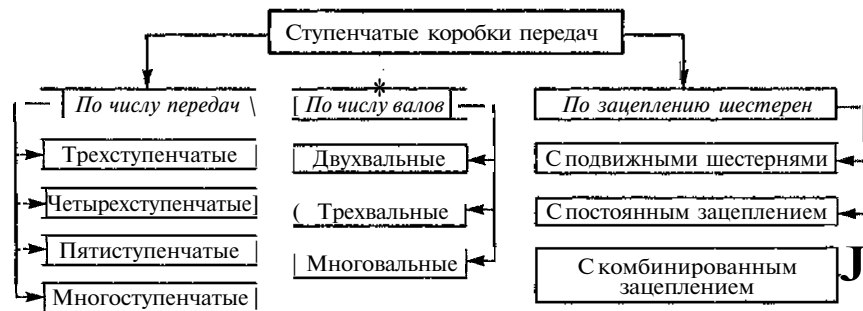 Ступенчатые коробки передач
По числу передач
По числу валов
По зацеплению шестерен
Трехступенчатые
Четырехступенчатые
Пятиступенчатые
Многоступенчатые
Двухвальные
Трехвальные
Многовальные
С подвижными шестернями
С постоянным зацеплением
С комбинированным
зацеплением